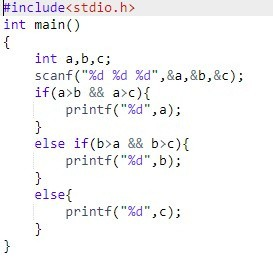 #include<stdio.h>
int main()
{
    int a,b,c;
    scanf("%d %d %d",&a,&b,&c);
    if(a>b && a>c){
        printf("%d",a);
    }
    else if(b>a && b>c){
        printf("%d",b);
    }
    else{
        printf("%d",c);
    }
}